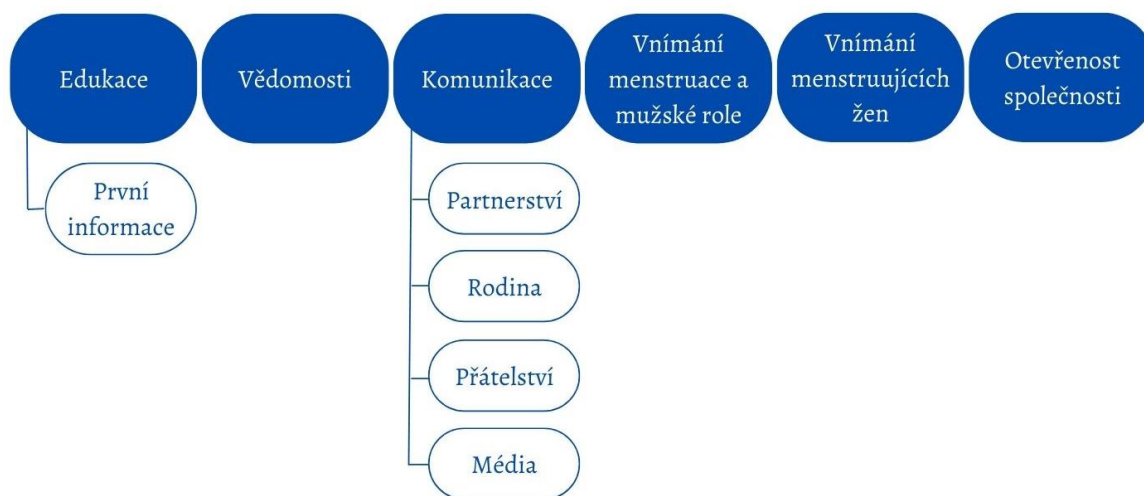 Edukace
Vědomosti
Komunikace
Vnímání
menstruace a
mužské role
Vnímání
menstruujících
žen
Otevřenost
společnosti
První
informace
Partnerství
Rodina
Přátelství
Média